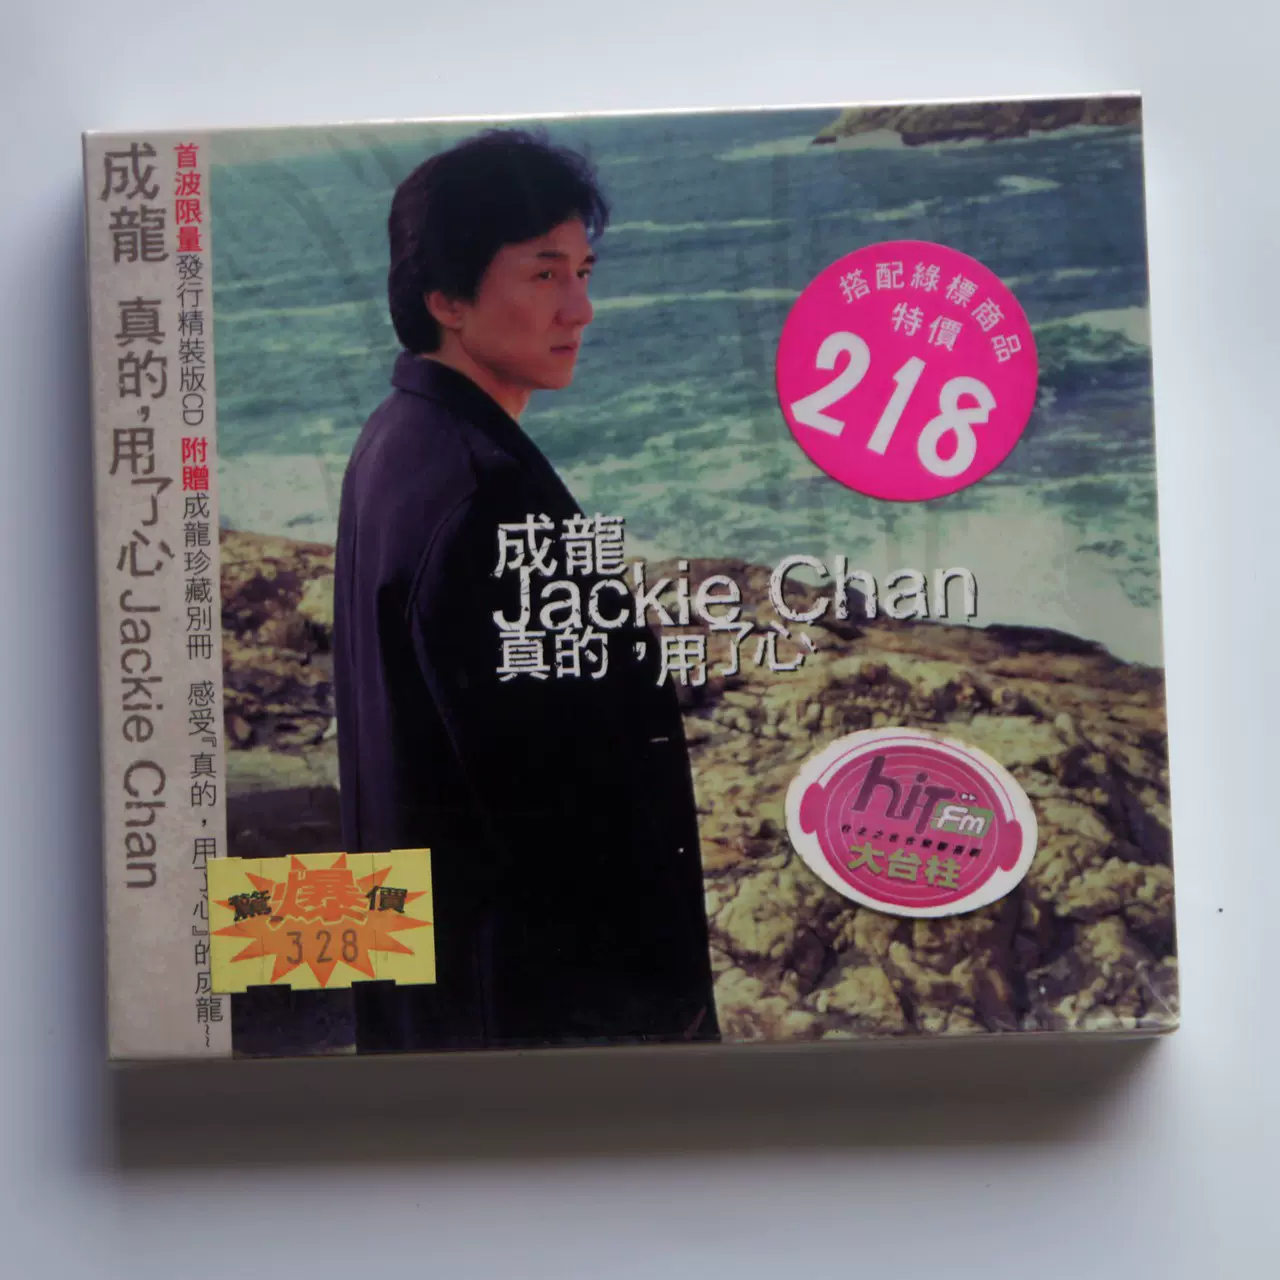 成龍 真的，用了心 Jackie Chan
首波限量發行精裝版CD 附贈成龍珍藏別冊 感受『真的，用了心』的成龍~
搭配綠標商品
特價
218
成龍
Jackie Chan
真的，用了心
hit Fm
大台柱
驚爆價
328